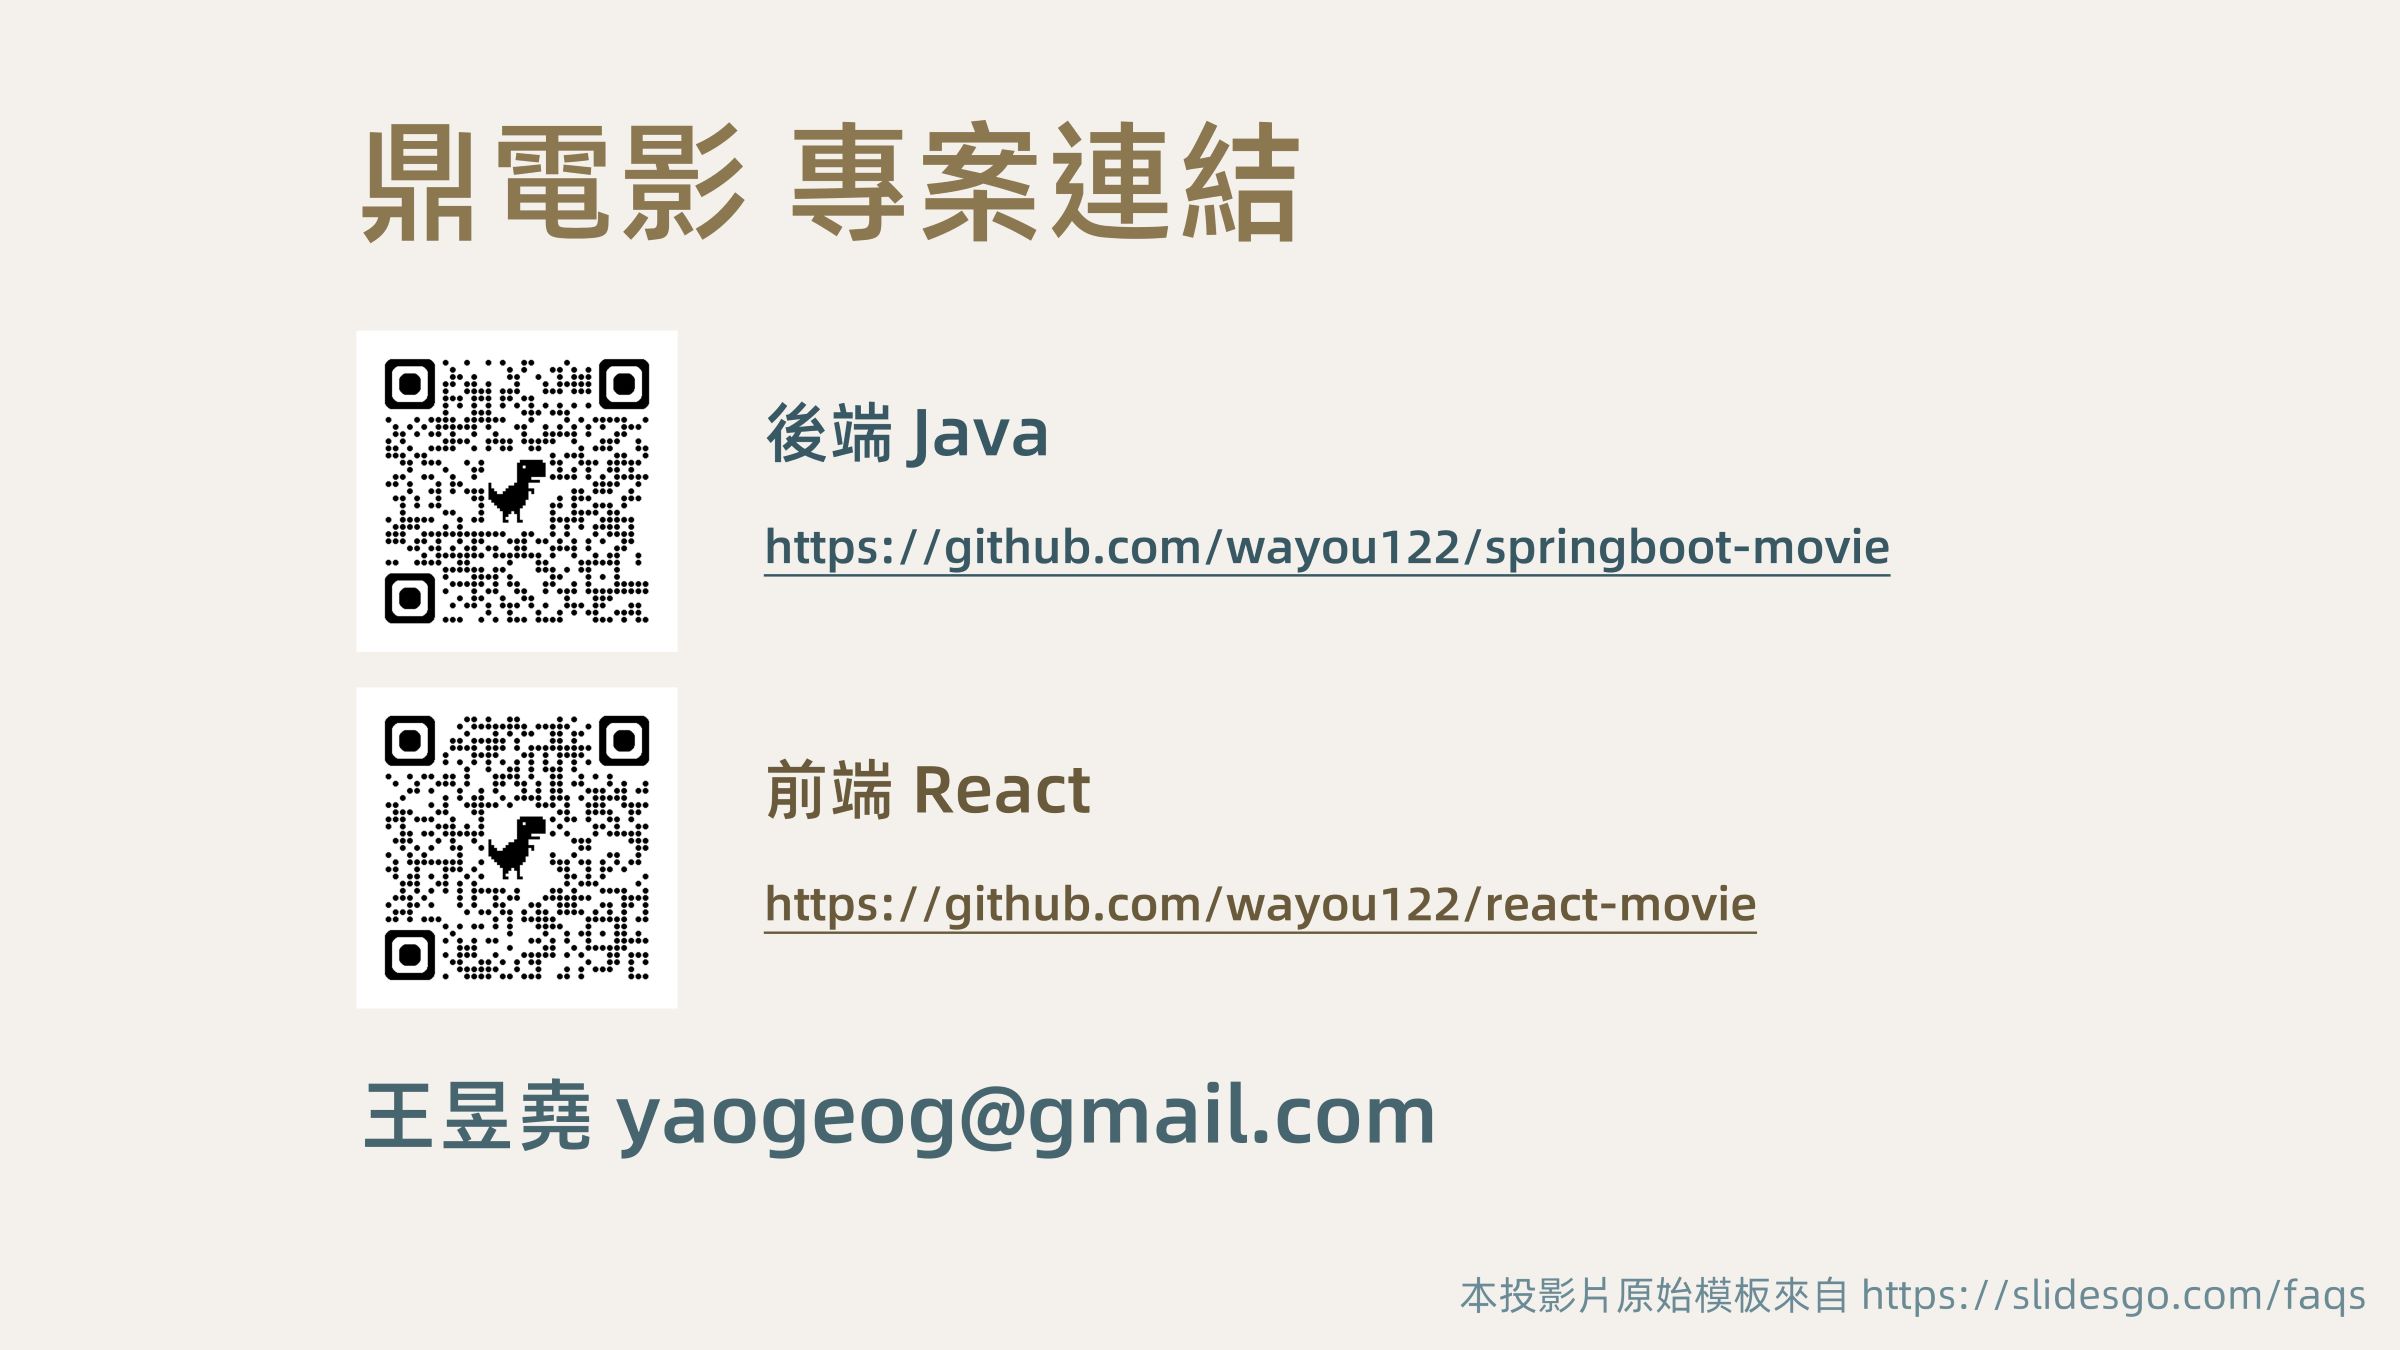 鼎電影 專案連結
後端 Java
https://github.com/wayou122/springboot-movie
前端 React
https://github.com/wayou122/react-movie
王昱堯 yaogeog@gmail.com
本投影片原始模板來自 https://slidesgo.com/faqs